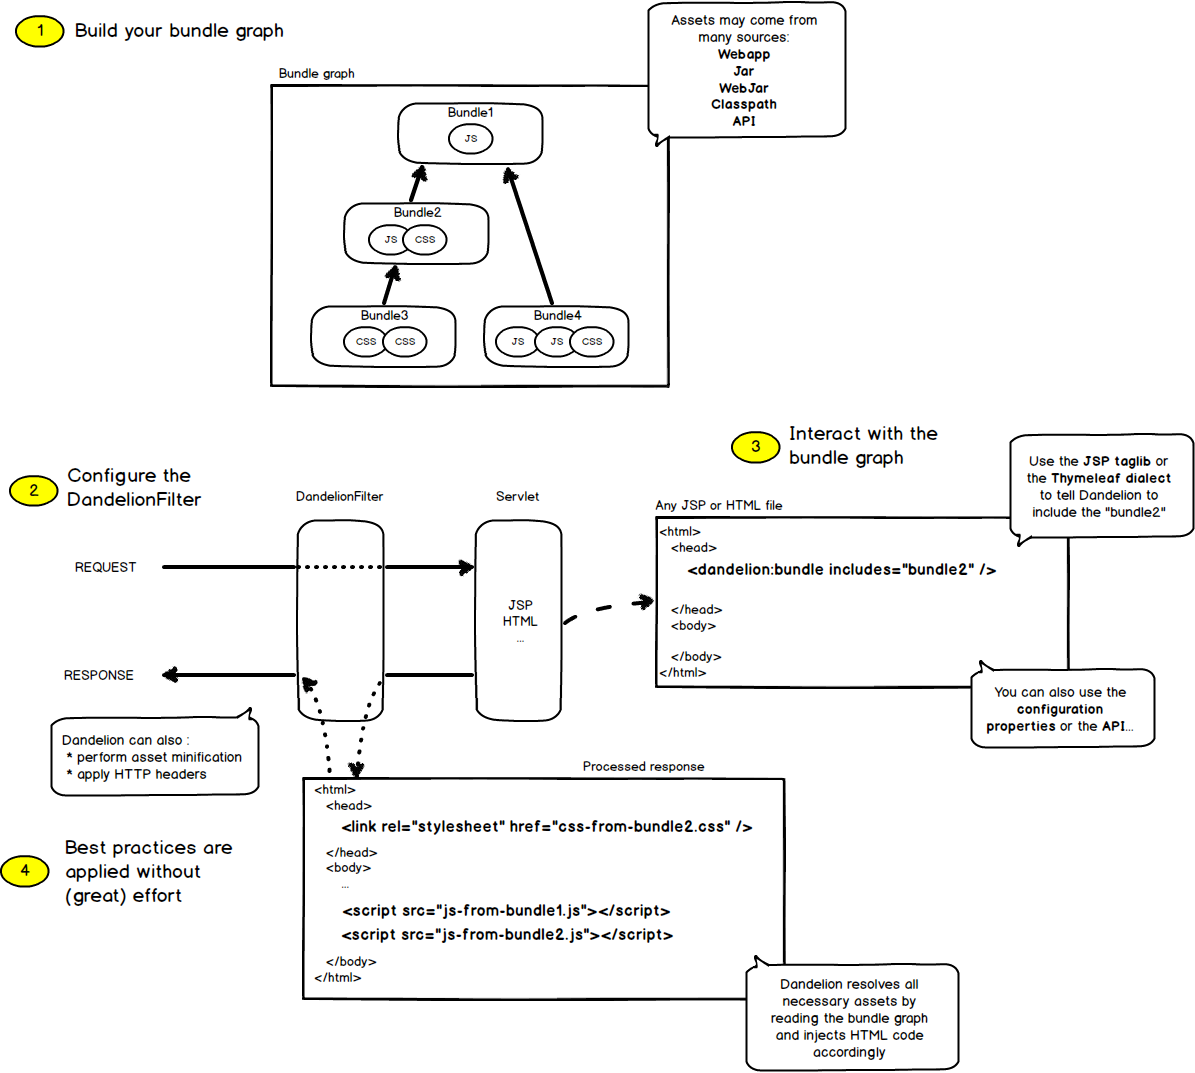 1
Build your bundle graph
Assets may come from
many sources:
Webapp
Jar
WebJar
Classpath
API
Bundle graph
Bundle1
JS
Bundle2
JS CSS
Bundle3
CSS CSS
Bundle4
JS JS CSS
2
Configure the
DandelionFilter
DandelionFilter
Servlet
REQUEST
JSP
HTML
...
RESPONSE
Dandelion can also :
* perform asset minification
* apply HTTP headers
3
Interact with the
bundle graph
Use the JSP taglib or
the Thymeleaf dialect
to tell Dandelion to
include the "bundle2"
Any JSP or HTML file
<html>
<head>
<dandelion:bundle includes="bundle2" />
</head>
<body>
</body>
</html>
You can also use the
configuration
properties or the API...
4
Best practices are
applied without
(great) effort
Processed response
<html>
<head>
<link rel="stylesheet" href="css-from-bundle2.css" />
</head>
<body>
...
<script src="js-from-bundle1.js"></script>
<script src="js-from-bundle2.js"></script>
</body>
</html>
Dandelion resolves all
necessary assets by
reading the bundle graph
and injects HTML code
accordingly